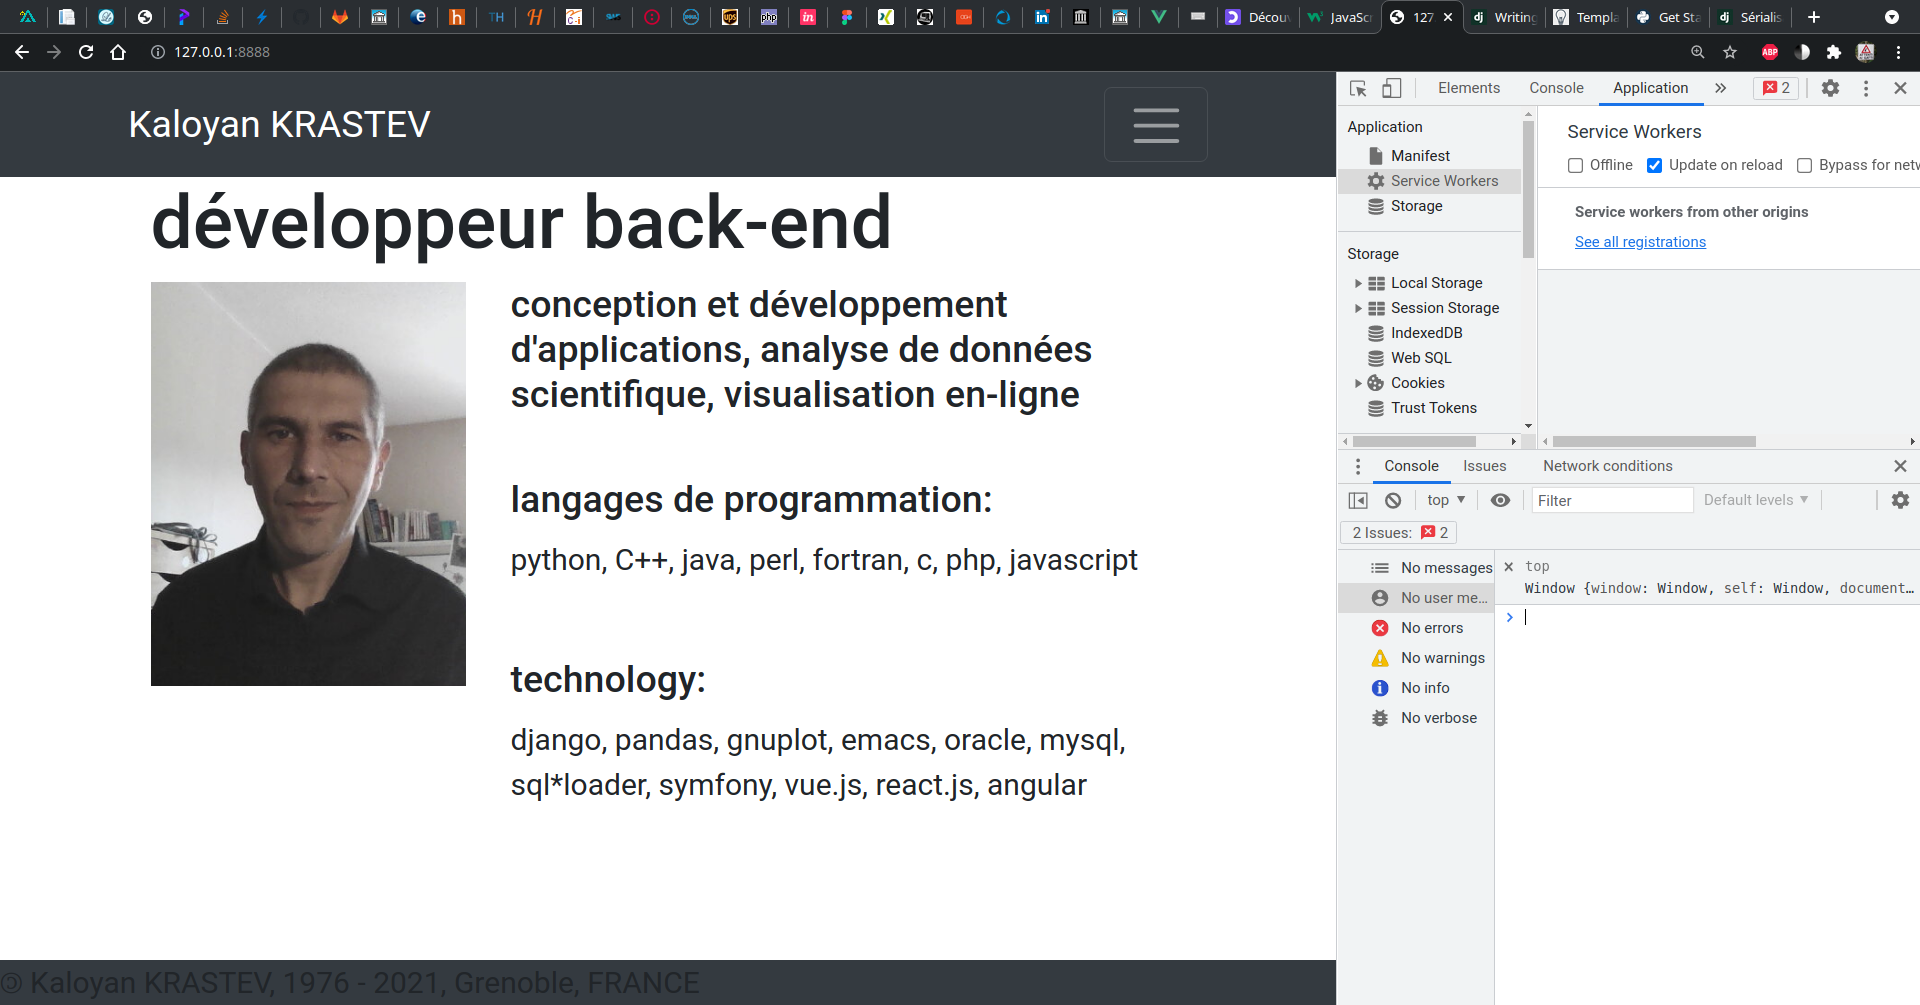 Découv
JavaScr
127.
Writing
Templa
Get Sta
Sérialis
127.0.0.1:8888
ABP
Kaloyan KRASTEV
développeur back-end
conception et développement
d'applications, analyse de données
scientifique, visualisation en-ligne
langages de programmation:
python, C++, java, perl, fortran, c, php, javascript
technology:
django, pandas, gnuplot, emacs, oracle, mysql,
sql*loader, symfony, vue.js, react.js, angular
© Kaloyan KRASTEV, 1976 - 2021, Grenoble, FRANCE
Elements Console Application » 2
Application
Manifest
Service Workers
Storage
Storage
Local Storage
Session Storage
IndexedDB
Web SQL
Cookies
Trust Tokens
Service Workers
Offline Update on reload Bypass for netw
Service workers from other origins
See all registrations
Console Issues Network conditions
top Filter Default levels
2 Issues: 2
No messages
No user me…
No errors
No warnings
No info
No verbose
top
Window {window: Window, self: Window, document…